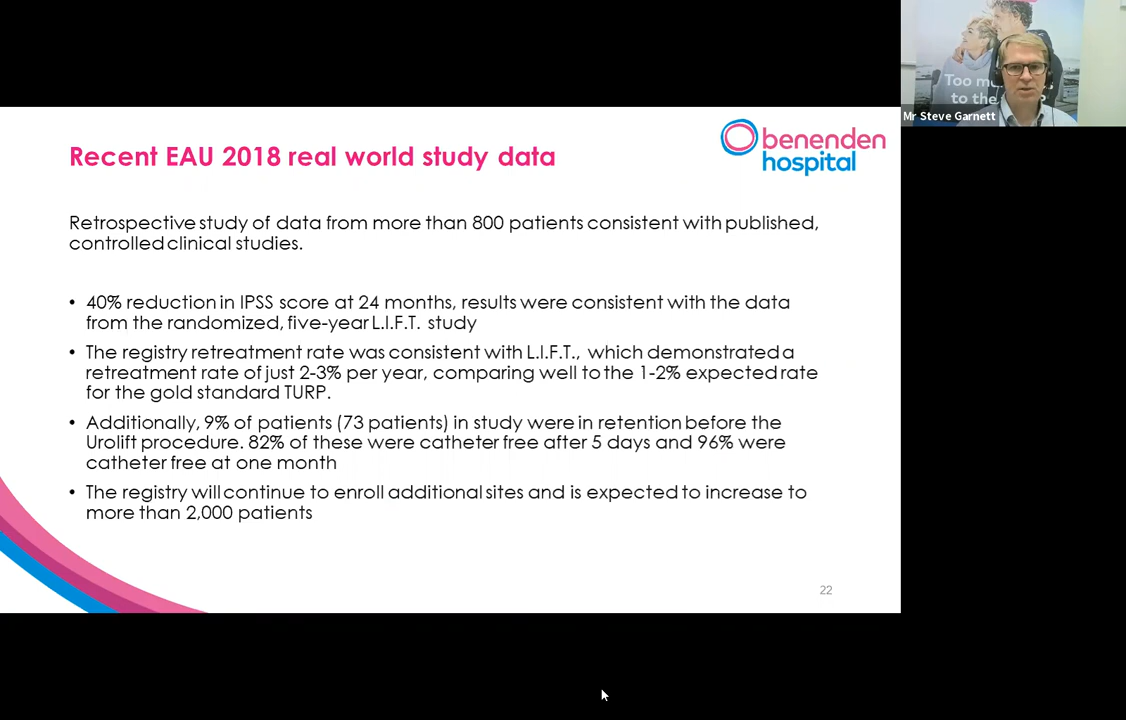 Too m
to the
Mr Steve Garnett
benenden
hospital
Recent EAU 2018 real world study data
Retrospective study of data from more than 800 patients consistent with published,
controlled clinical studies.
• 40% reduction in IPSS score at 24 months, results were consistent with the data
from the randomized, five-year L.I.F.T. study
• The registry retreatment rate was consistent with L.I.F.T., which demonstrated a
retreatment rate of just 2-3% per year, comparing well to the 1-2% expected rate
for the gold standard TURP.
• Additionally, 9% of patients (73 patients) in study were in retention before the
Urolift procedure. 82% of these were catheter free after 5 days and 96% were
catheter free at one month
• The registry will continue to enroll additional sites and is expected to increase to
more than 2,000 patients
22